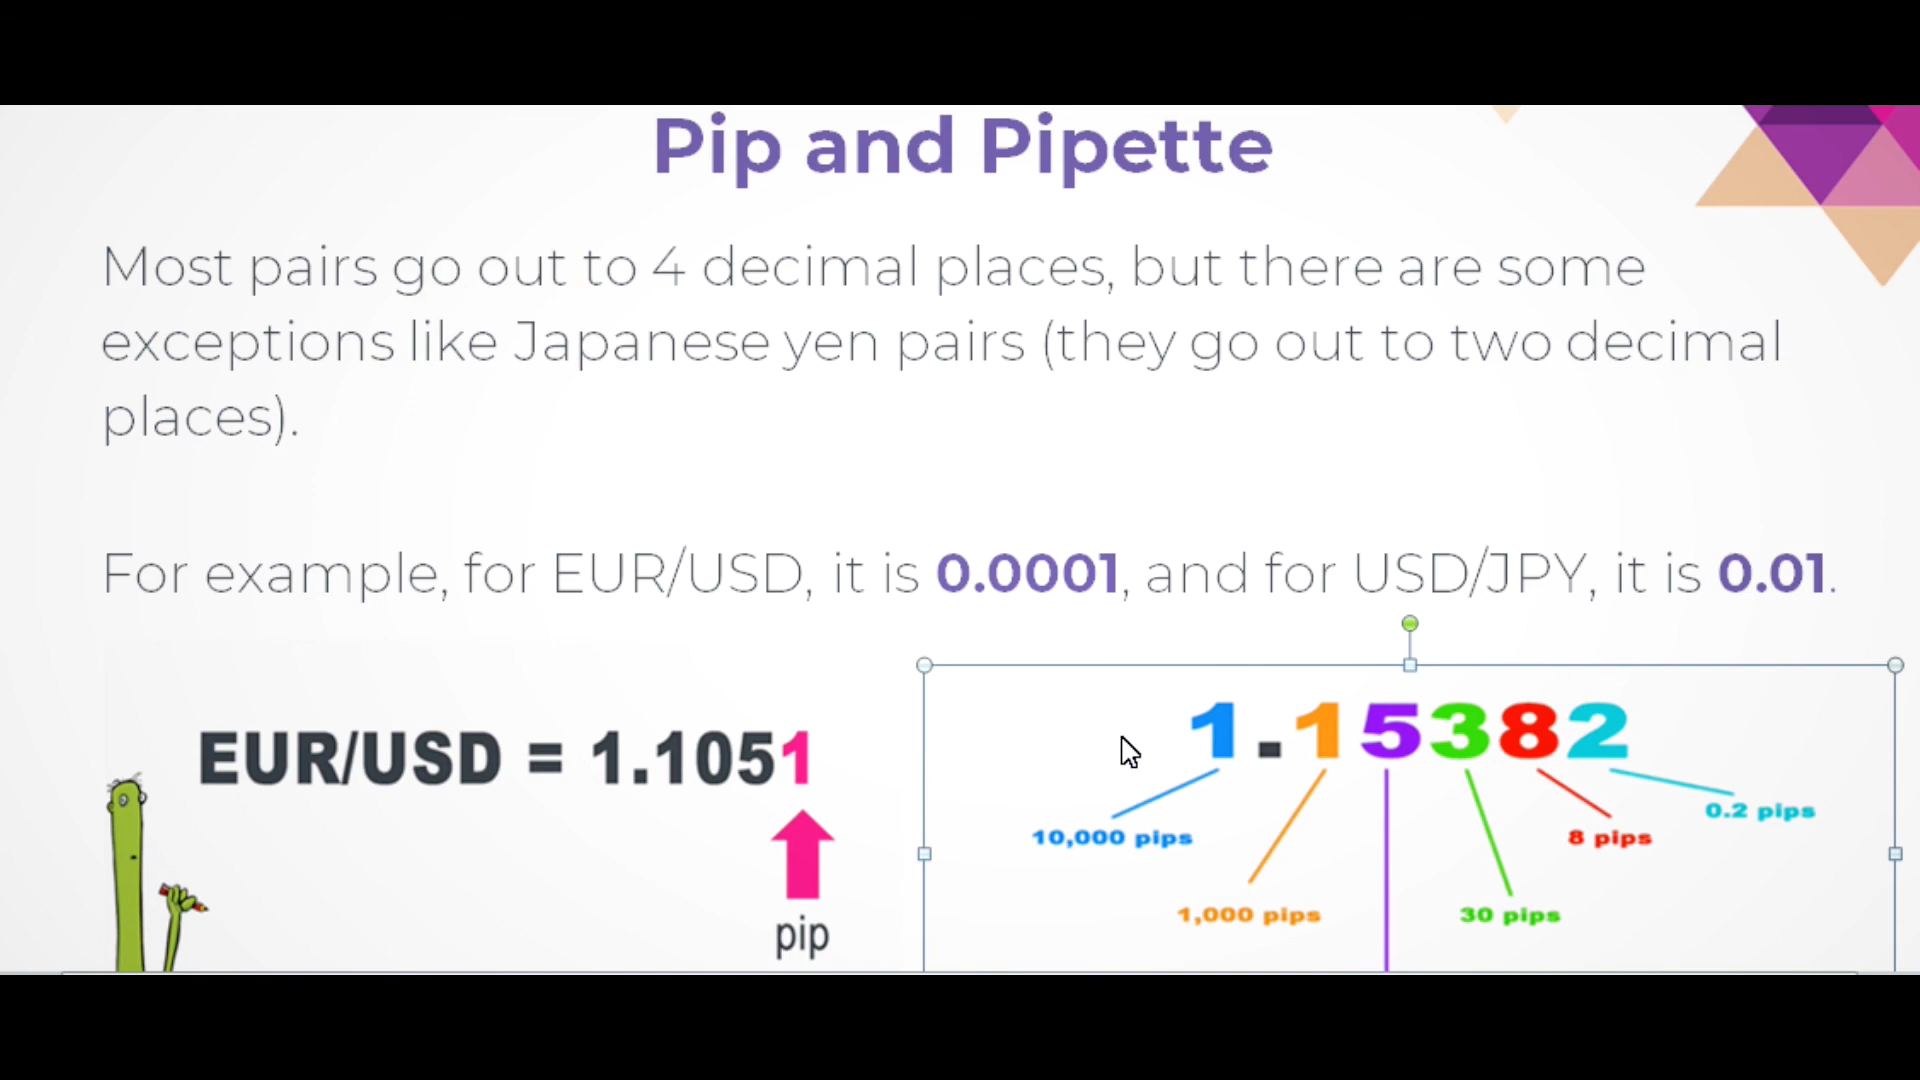 Pip and Pipette
Most pairs go out to 4 decimal places, but there are some
exceptions like Japanese yen pairs (they go out to two decimal
places).
For example, for EUR/USD, it is 0.0001, and for USD/JPY, it is 0.01.
EUR/USD = 1.1051
pip
1.15382
10,000 pips
1,000 pips
30 pips
8 pips
0.2 pips